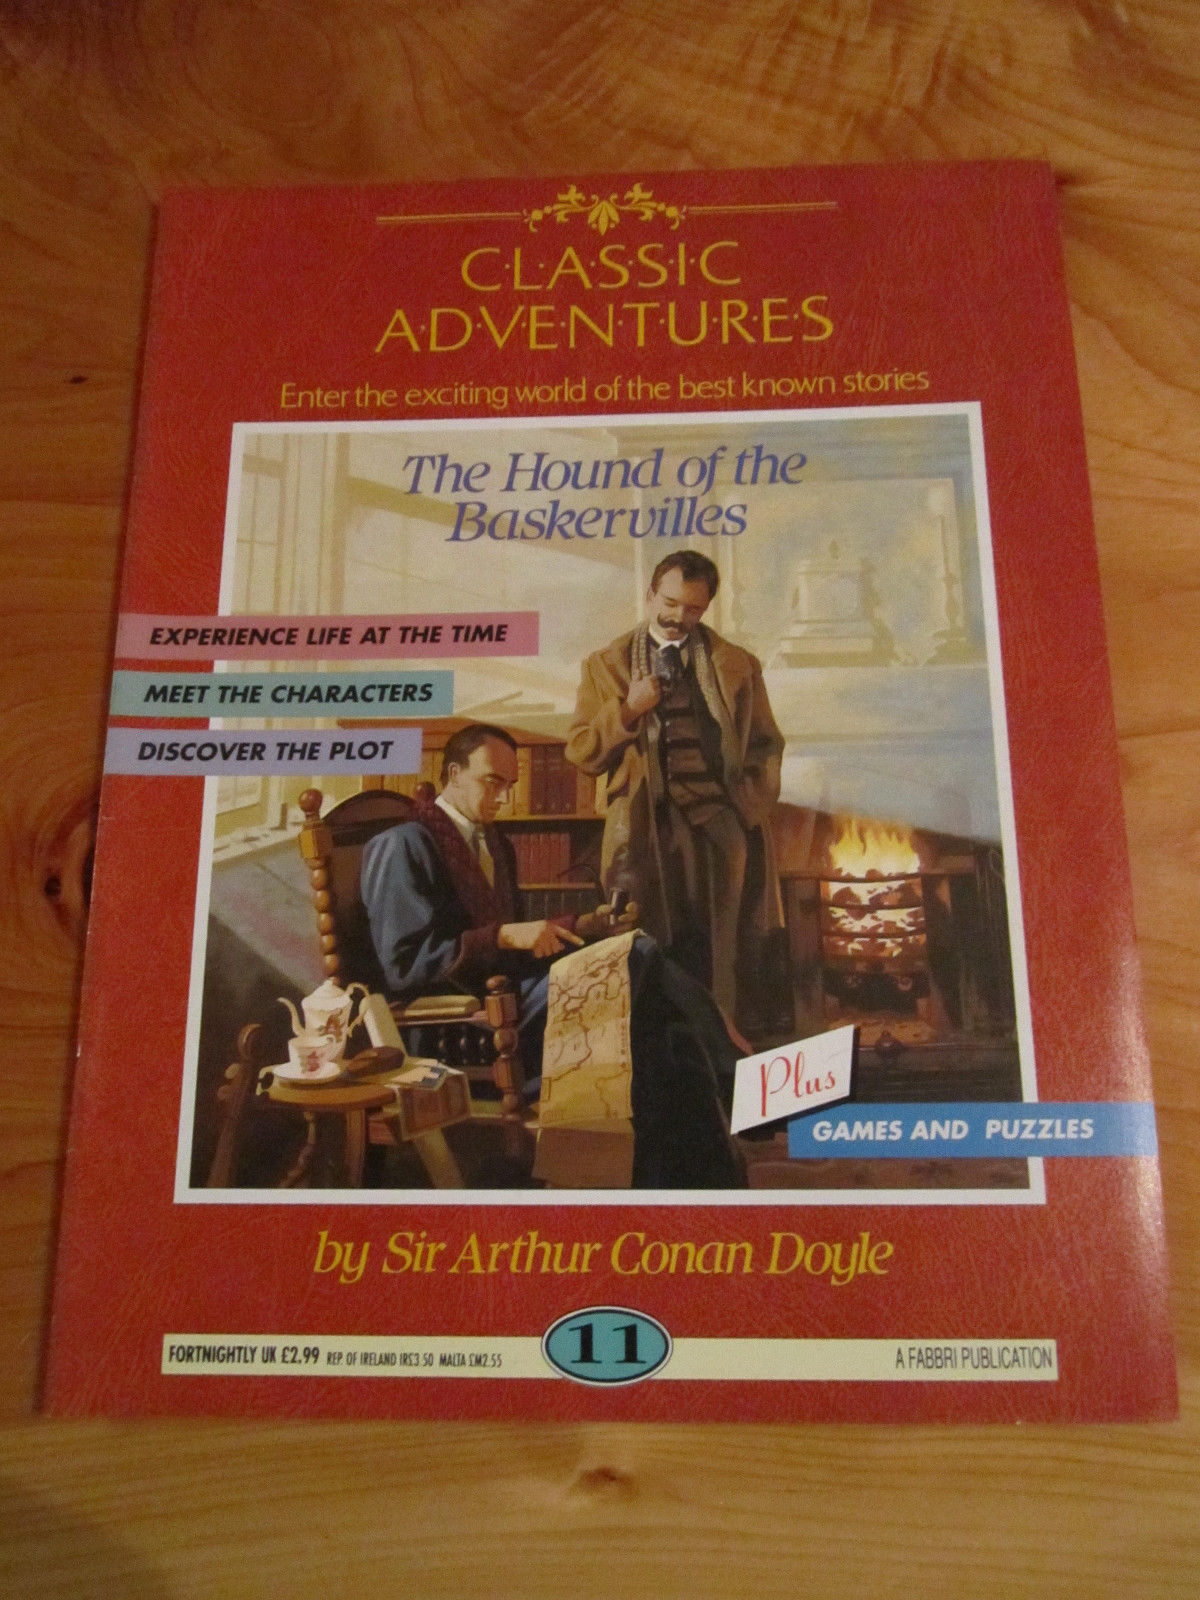 C·L·A·S·S·I·C
A·D·V·E·N·T·U·R·E·S
Enter the exciting world of the best known stories
The Hound of the
Baskervilles
EXPERIENCE LIFE AT THE TIME
MEET THE CHARACTERS
DISCOVER THE PLOT
Plus
GAMES AND PUZZLES
by Sir Arthur Conan Doyle
FORTNIGHTLY UK £2.99 REP. OF IRELAND IR£3.50 MALTA £M2.55
11
A FABBRI PUBLICATION